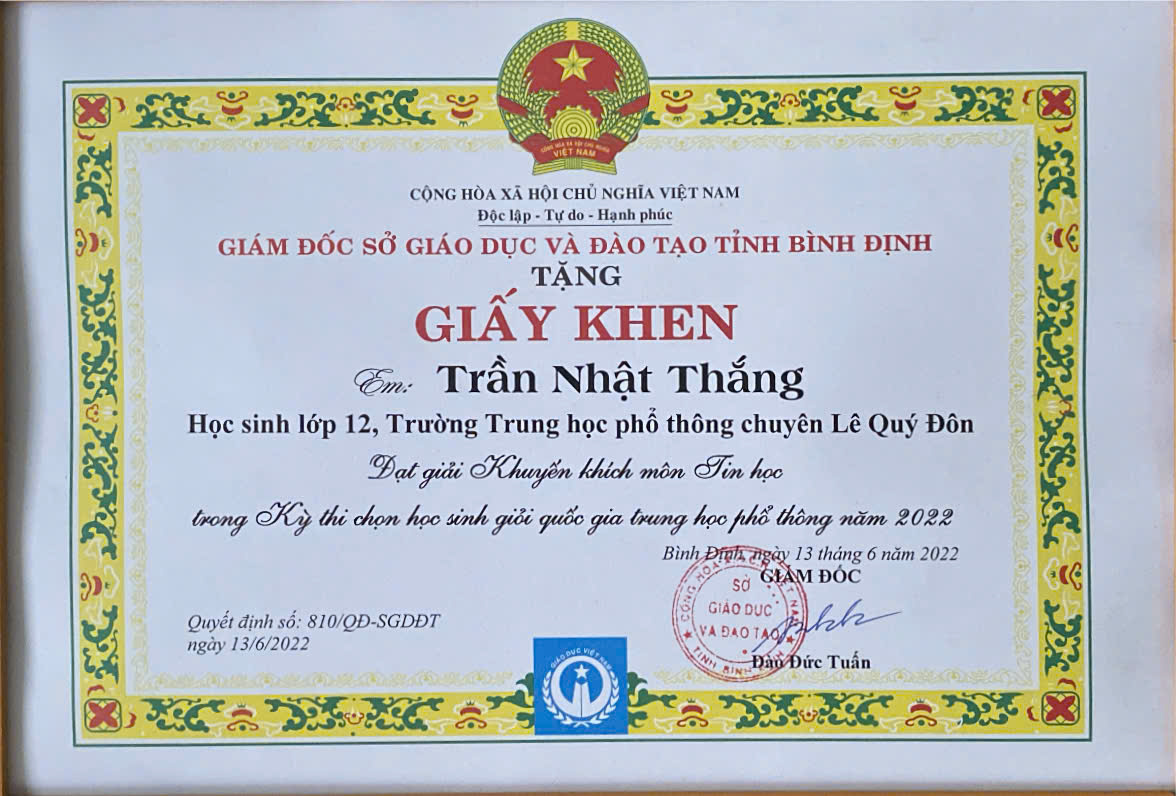 CỘNG HÒA XÃ HỘI CHỦ NGHĨA
VIỆT NAM
CỘNG HÒA XÃ HỘI CHỦ NGHĨA VIỆT NAM
Độc lập - Tự do - Hạnh phúc
GIÁM ĐỐC SỞ GIÁO DỤC VÀ ĐÀO TẠO TỈNH BÌNH ĐỊNH
TẶNG
GIẤY KHEN
Em: Trần Nhật Thắng
Học sinh lớp 12, Trường Trung học phổ thông chuyên Lê Quý Đôn
Đạt giải Khuyến khích môn Tin học
trong Kỳ thi chọn học sinh giỏi quốc gia trung học phổ thông năm 2022
Bình Định, ngày 13 tháng 6 năm 2022
GIÁM ĐỐC
CỘNG HÒA X.H.C.N VIỆT NAM
SỞ
GIÁO DỤC
VÀ ĐÀO TẠO
TỈNH BÌNH ĐỊNH
Đào Đức Tuấn
Quyết định số: 810/QĐ-SGDĐT
ngày 13/6/2022
GIÁO DỤC VIỆT NAM